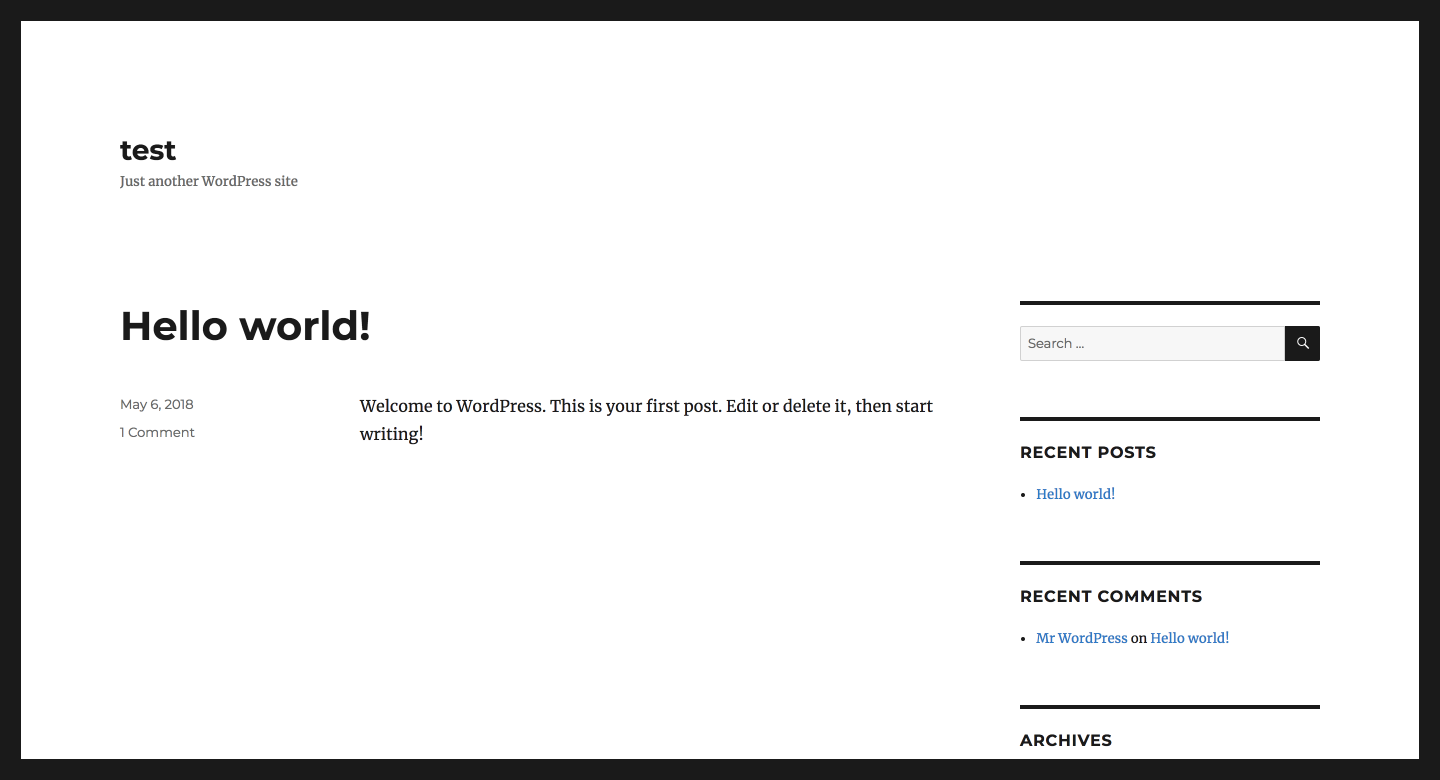 test
Just another WordPress site
Hello world!
May 6, 2018
1 Comment
Welcome to WordPress. This is your first post. Edit or delete it, then start
writing!
Search ...
RECENT POSTS
Hello world!
RECENT COMMENTS
Mr WordPress on Hello world!
ARCHIVES